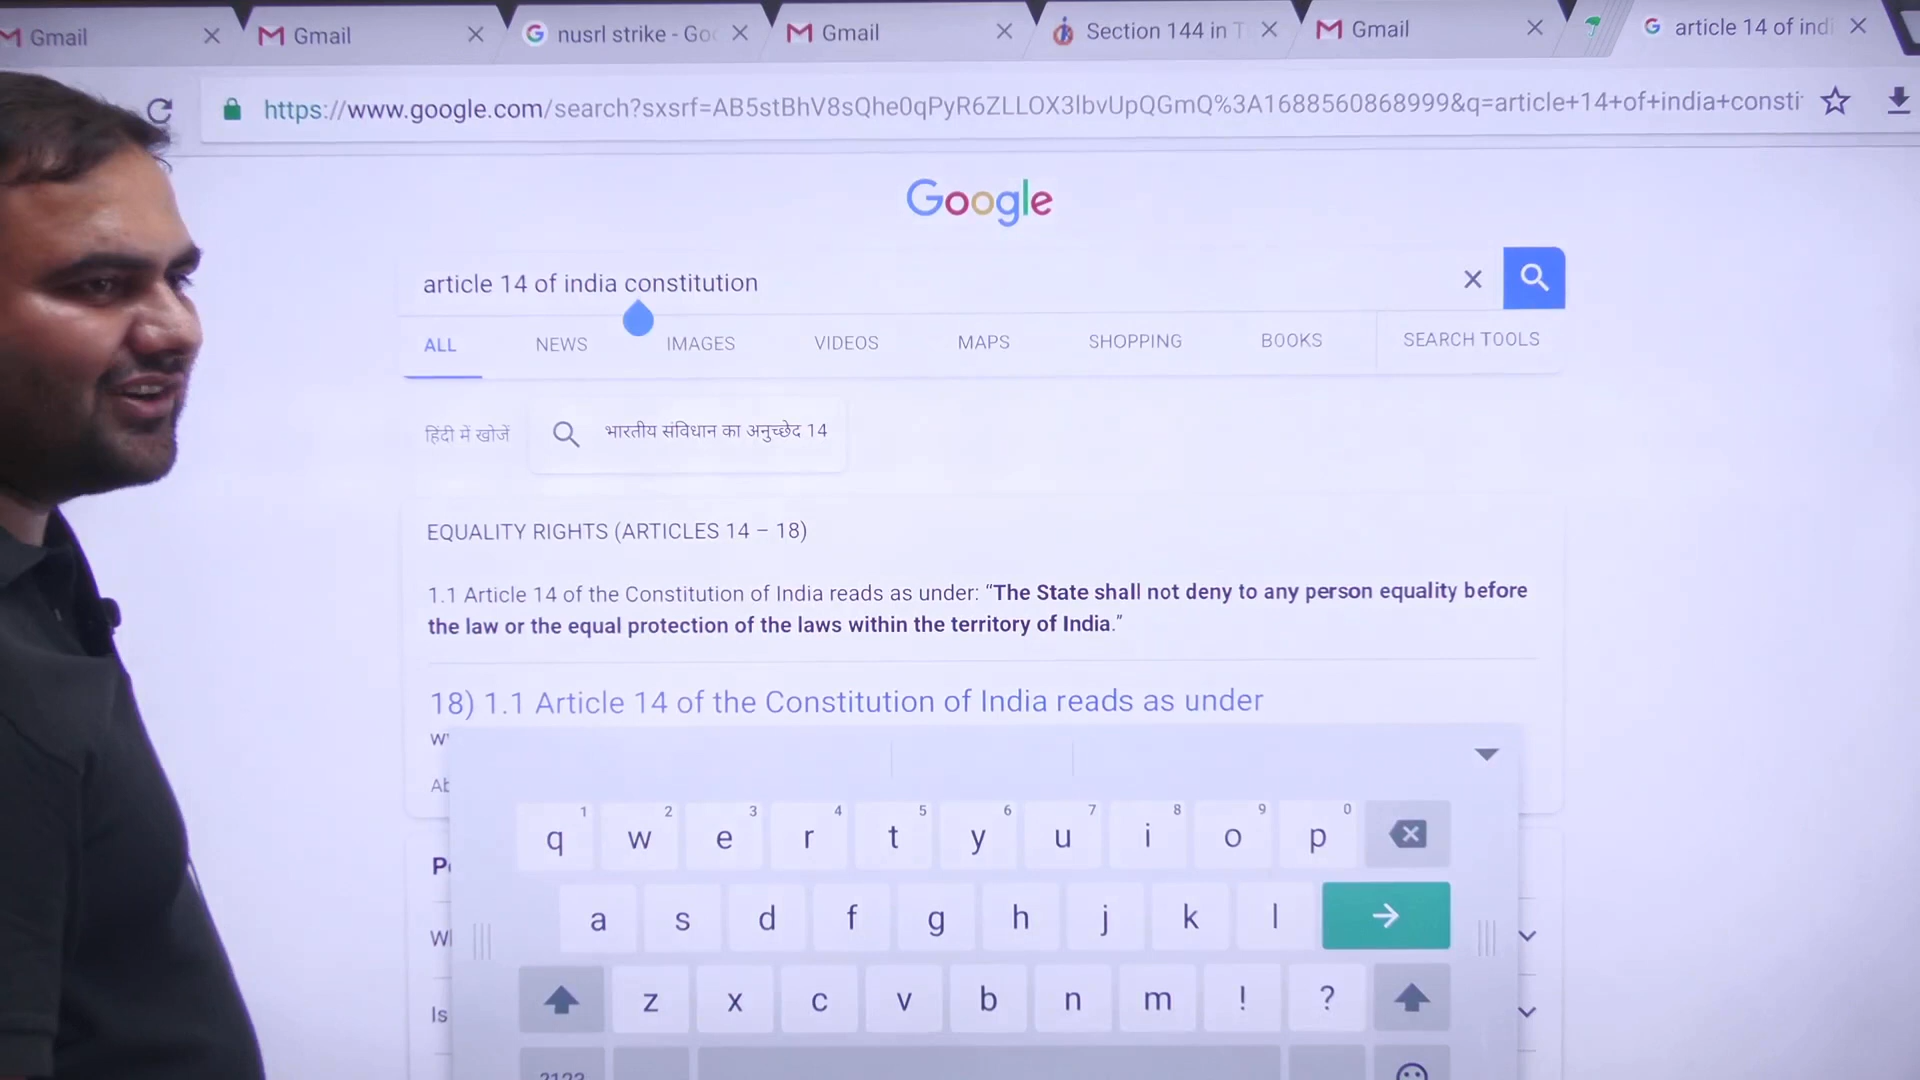 Gmail
Gmail
nusrl strike - Goo
Gmail
Section 144 in T
Gmail
article 14 of indi
https://www.google.com/search?sxsrf=AB5stBhV8sQhe0qPyR6ZLLOX3IbvUpQGmQ%3A1688560868999&q=article+14+of+india+consti
Google
article 14 of india constitution
ALL NEWS IMAGES VIDEOS MAPS SHOPPING BOOKS SEARCH TOOLS
हिंदी में खोजें भारतीय संविधान का अनुच्छेद 14
EQUALITY RIGHTS (ARTICLES 14 – 18)
1.1 Article 14 of the Constitution of India reads as under: “The State shall not deny to any person equality before
the law or the equal protection of the laws within the territory of India.”
18) 1.1 Article 14 of the Constitution of India reads as under
1 2 3 4 5 6 7 8 9 0
q w e r t y u i o p
a s d f g h j k l
z x c v b n m ! ?
Is